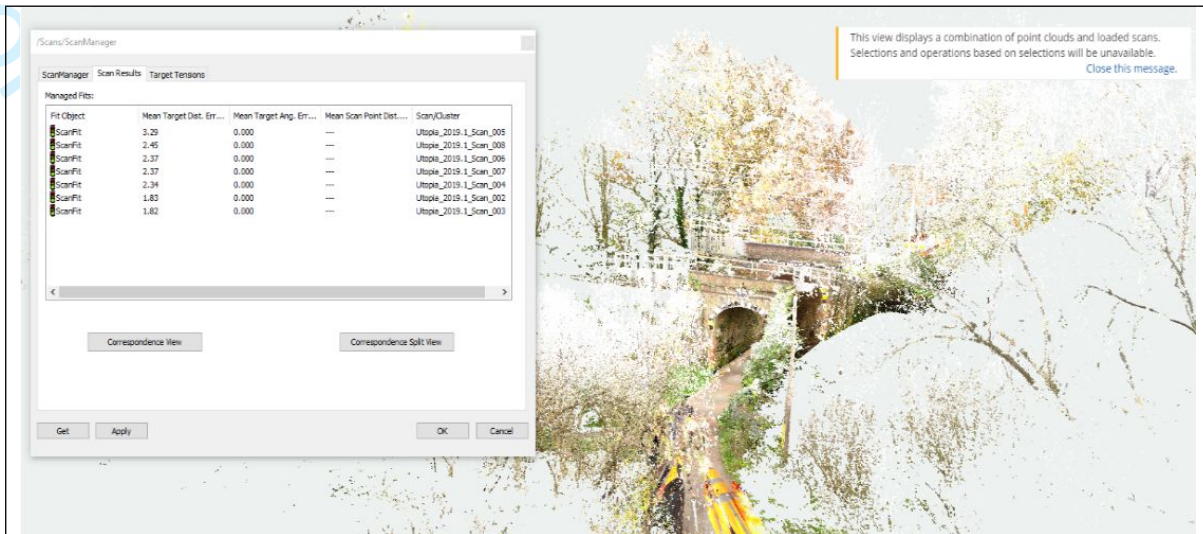 /Scans/ScanManager
ScanManager Scan Results Target Tensions
Managed Fits:
Fit Object Mean Target Dist. Err... Mean Target Ang. Err... Mean Scan Point Dist.... Scan/Cluster
ScanFit 3.29 0.000 --- Utopia_2019.1_Scan_005
ScanFit 2.45 0.000 --- Utopia_2019.1_Scan_008
ScanFit 2.37 0.000 --- Utopia_2019.1_Scan_006
ScanFit 2.37 0.000 --- Utopia_2019.1_Scan_007
ScanFit 2.34 0.000 --- Utopia_2019.1_Scan_004
ScanFit 1.83 0.000 --- Utopia_2019.1_Scan_002
ScanFit 1.82 0.000 --- Utopia_2019.1_Scan_003
Correspondence View Correspondence Split View
Get Apply OK Cancel
This view displays a combination of point clouds and loaded scans.
Selections and operations based on selections will be unavailable.
Close this message.